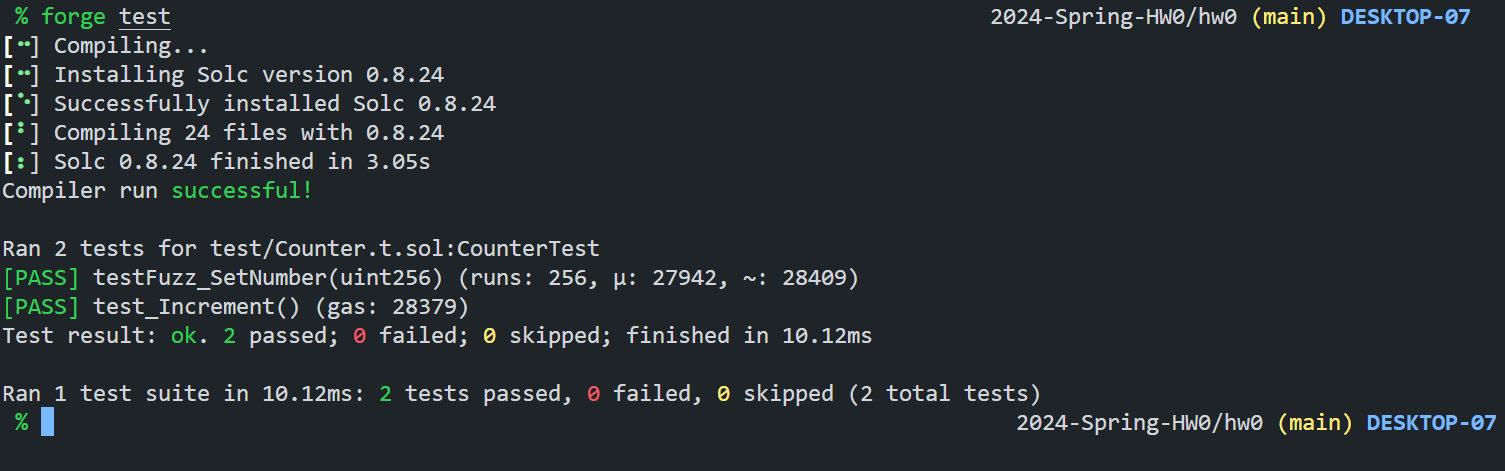 % forge test 2024-Spring-HW0/hw0 (main) DESKTOP-07
[⠒] Compiling...
[⠒] Installing Solc version 0.8.24
[⠑] Successfully installed Solc 0.8.24
[⠃] Compiling 24 files with 0.8.24
[⠆] Solc 0.8.24 finished in 3.05s
Compiler run successful!
Ran 2 tests for test/Counter.t.sol:CounterTest
[PASS] testFuzz_SetNumber(uint256) (runs: 256, μ: 27942, ~: 28409)
[PASS] test_Increment() (gas: 28379)
Test result: ok. 2 passed; 0 failed; 0 skipped; finished in 10.12ms
Ran 1 test suite in 10.12ms: 2 tests passed, 0 failed, 0 skipped (2 total tests)
% 2024-Spring-HW0/hw0 (main) DESKTOP-07